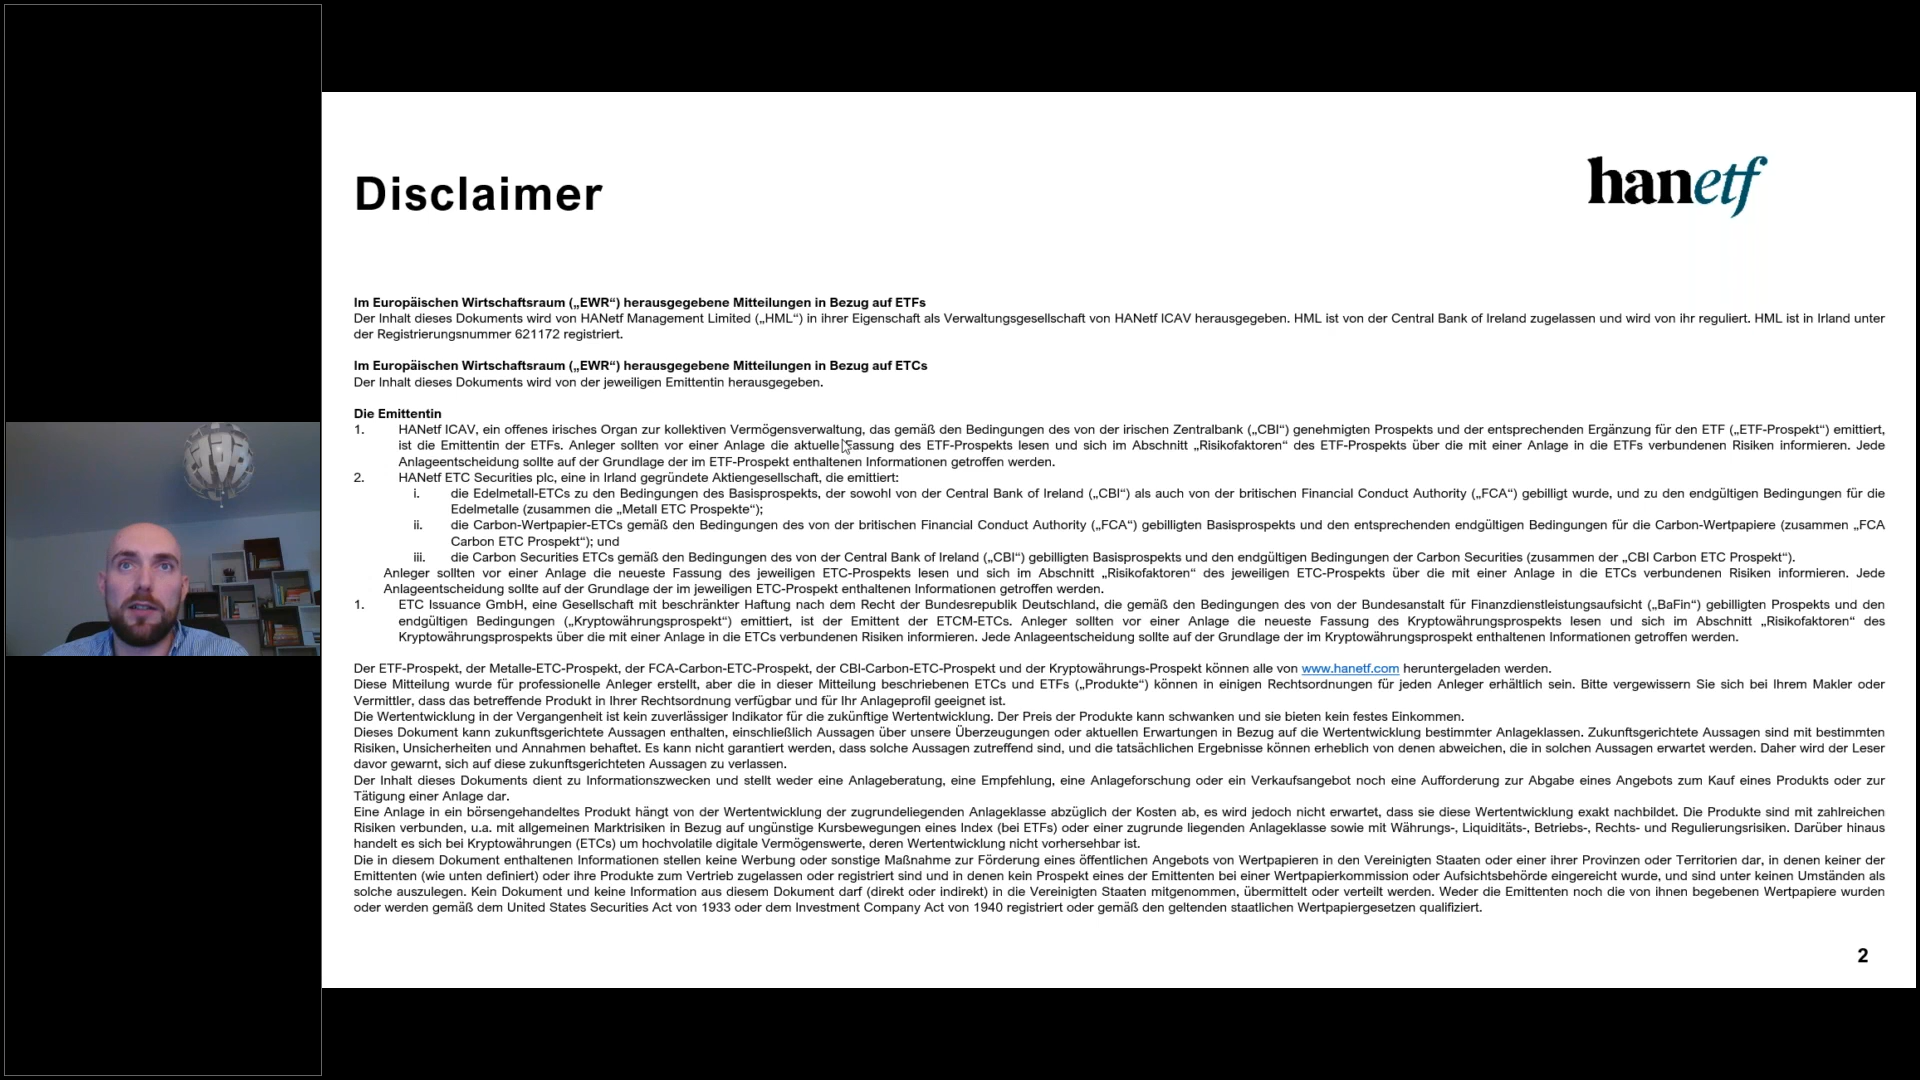 Disclaimer
hanetf
Im Europäischen Wirtschaftsraum („EWR“) herausgegebene Mitteilungen in Bezug auf ETFs
Der Inhalt dieses Dokuments wird von HANetf Management Limited („HML“) in ihrer Eigenschaft als Verwaltungsgesellschaft von HANetf ICAV herausgegeben. HML ist von der Central Bank of Ireland zugelassen und wird von ihr reguliert. HML ist in Irland unter
der Registrierungsnummer 621172 registriert.
Im Europäischen Wirtschaftsraum („EWR“) herausgegebene Mitteilungen in Bezug auf ETCs
Der Inhalt dieses Dokuments wird von der jeweiligen Emittentin herausgegeben.
Die Emittentin
1. HANetf ICAV, ein offenes irisches Organ zur kollektiven Vermögensverwaltung, das gemäß den Bedingungen des von der irischen Zentralbank („CBI“) genehmigten Prospekts und der entsprechenden Ergänzung für den ETF („ETF-Prospekt“) emittiert,
ist die Emittentin der ETFs. Anleger sollten vor einer Anlage die aktuelle Fassung des ETF-Prospekts lesen und sich im Abschnitt „Risikofaktoren“ des ETF-Prospekts über die mit einer Anlage in die ETFs verbundenen Risiken informieren. Jede
Anlageentscheidung sollte auf der Grundlage der im ETF-Prospekt enthaltenen Informationen getroffen werden.
2. HANetf ETC Securities plc, eine in Irland gegründete Aktiengesellschaft, die emittiert:
i. die Edelmetall-ETCs zu den Bedingungen des Basisprospekts, der sowohl von der Central Bank of Ireland („CBI“) als auch von der britischen Financial Conduct Authority („FCA“) gebilligt wurde, und zu den endgültigen Bedingungen für die
Edelmetalle (zusammen die „Metall ETC Prospekte“);
ii. die Carbon-Wertpapier-ETCs gemäß den Bedingungen des von der britischen Financial Conduct Authority („FCA“) gebilligten Basisprospekts und den entsprechenden endgültigen Bedingungen für die Carbon-Wertpapiere (zusammen „FCA
Carbon ETC Prospekt“); und
iii. die Carbon Securities ETCs gemäß den Bedingungen des von der Central Bank of Ireland („CBI“) gebilligten Basisprospekts und den endgültigen Bedingungen der Carbon Securities (zusammen der „CBI Carbon ETC Prospekt“).
Anleger sollten vor einer Anlage die neueste Fassung des jeweiligen ETC-Prospekts lesen und sich im Abschnitt „Risikofaktoren“ des jeweiligen ETC-Prospekts über die mit einer Anlage in die ETCs verbundenen Risiken informieren. Jede
Anlageentscheidung sollte auf der Grundlage der im jeweiligen ETC-Prospekt enthaltenen Informationen getroffen werden.
1. ETC Issuance GmbH, eine Gesellschaft mit beschränkter Haftung nach dem Recht der Bundesrepublik Deutschland, die gemäß den Bedingungen des von der Bundesanstalt für Finanzdienstleistungsaufsicht („BaFin“) gebilligten Prospekts und den
endgültigen Bedingungen („Kryptowährungsprospekt“) emittiert, ist der Emittent der ETCM-ETCs. Anleger sollten vor einer Anlage die neueste Fassung des Kryptowährungsprospekts lesen und sich im Abschnitt „Risikofaktoren“ des
Kryptowährungsprospekts über die mit einer Anlage in die ETCs verbundenen Risiken informieren. Jede Anlageentscheidung sollte auf der Grundlage der im Kryptowährungsprospekt enthaltenen Informationen getroffen werden.
Der ETF-Prospekt, der Metalle-ETC-Prospekt, der FCA-Carbon-ETC-Prospekt, der CBI-Carbon-ETC-Prospekt und der Kryptowährungs-Prospekt können alle von www.hanetf.com heruntergeladen werden.
Diese Mitteilung wurde für professionelle Anleger erstellt, aber die in dieser Mitteilung beschriebenen ETCs und ETFs („Produkte“) können in einigen Rechtsordnungen für jeden Anleger erhältlich sein. Bitte vergewissern Sie sich bei Ihrem Makler oder
Vermittler, dass das betreffende Produkt in Ihrer Rechtsordnung verfügbar und für Ihr Anlageprofil geeignet ist.
Die Wertentwicklung in der Vergangenheit ist kein zuverlässiger Indikator für die zukünftige Wertentwicklung. Der Preis der Produkte kann schwanken und sie bieten kein festes Einkommen.
Dieses Dokument kann zukunftsgerichtete Aussagen enthalten, einschließlich Aussagen über unsere Überzeugungen oder aktuellen Erwartungen in Bezug auf die Wertentwicklung bestimmter Anlageklassen. Zukunftsgerichtete Aussagen sind mit bestimmten
Risiken, Unsicherheiten und Annahmen behaftet. Es kann nicht garantiert werden, dass solche Aussagen zutreffend sind, und die tatsächlichen Ergebnisse können erheblich von denen abweichen, die in solchen Aussagen erwartet werden. Daher wird der Leser
davor gewarnt, sich auf diese zukunftsgerichteten Aussagen zu verlassen.
Der Inhalt dieses Dokuments dient zu Informationszwecken und stellt weder eine Anlageberatung, eine Empfehlung, eine Anlageforschung oder ein Verkaufsangebot noch eine Aufforderung zur Abgabe eines Angebots zum Kauf eines Produkts oder zur
Tätigung einer Anlage dar.
Eine Anlage in ein börsengehandeltes Produkt hängt von der Wertentwicklung der zugrundeliegenden Anlageklasse abzüglich der Kosten ab, es wird jedoch nicht erwartet, dass sie diese Wertentwicklung exakt nachbildet. Die Produkte sind mit zahlreichen
Risiken verbunden, u.a. mit allgemeinen Marktrisiken in Bezug auf ungünstige Kursbewegungen eines Index (bei ETFs) oder einer zugrunde liegenden Anlageklasse sowie mit Währungs-, Liquiditäts-, Betriebs-, Rechts- und Regulierungsrisiken. Darüber hinaus
handelt es sich bei Kryptowährungen (ETCs) um hochvolatile digitale Vermögenswerte, deren Wertentwicklung nicht vorhersehbar ist.
Die in diesem Dokument enthaltenen Informationen stellen keine Werbung oder sonstige Maßnahme zur Förderung eines öffentlichen Angebots von Wertpapieren in den Vereinigten Staaten oder einer ihrer Provinzen oder Territorien dar, in denen keiner der
Emittenten (wie unten definiert) oder ihre Produkte zum Vertrieb zugelassen oder registriert sind und in denen kein Prospekt eines der Emittenten bei einer Wertpapierkommission oder Aufsichtsbehörde eingereicht wurde, und sind unter keinen Umständen als
solche auszulegen. Kein Dokument und keine Information aus diesem Dokument darf (direkt oder indirekt) in die Vereinigten Staaten mitgenommen, übermittelt oder verteilt werden. Weder die Emittenten noch die von ihnen begebenen Wertpapiere wurden
oder werden gemäß dem United States Securities Act von 1933 oder dem Investment Company Act von 1940 registriert oder gemäß den geltenden staatlichen Wertpapiergesetzen qualifiziert.
2